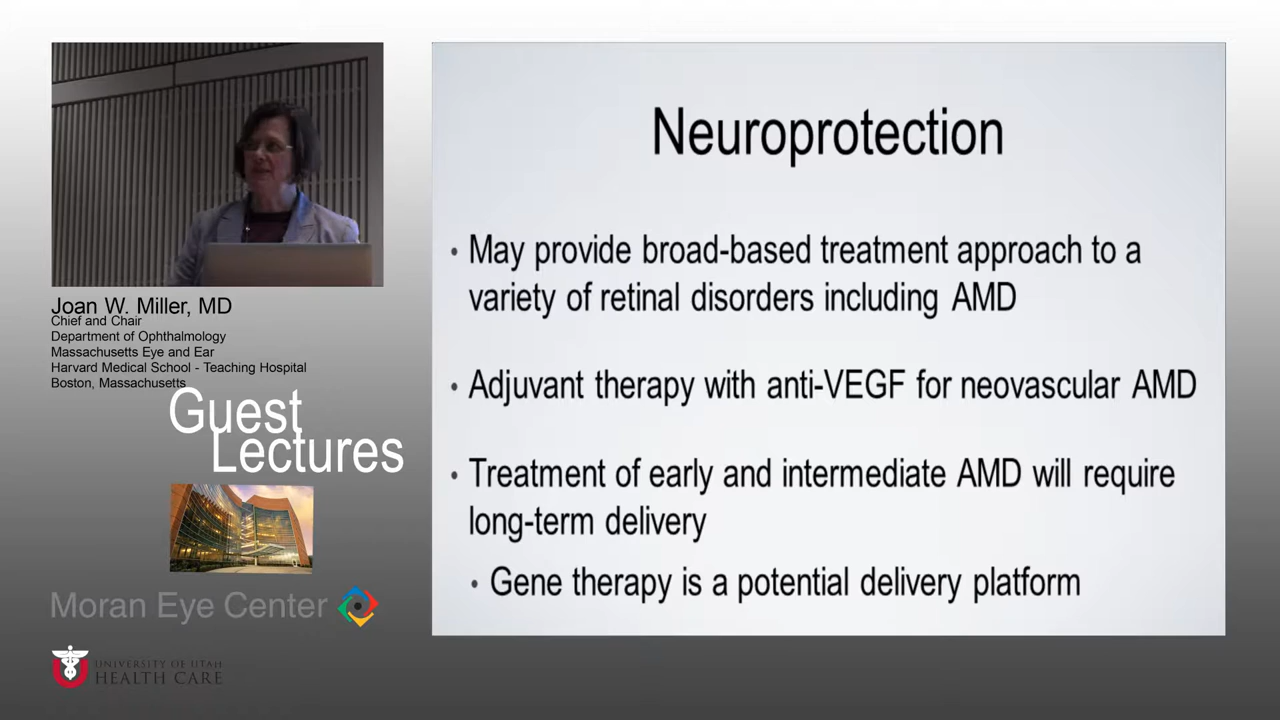 Joan W. Miller, MD
Chief and Chair
Department of Ophthalmology
Massachusetts Eye and Ear
Harvard Medical School - Teaching Hospital
Boston, Massachusetts
Guest
Lectures
Moran Eye Center
UNIVERSITY OF UTAH
HEALTH CARE
Neuroprotection
• May provide broad-based treatment approach to a
variety of retinal disorders including AMD
• Adjuvant therapy with anti-VEGF for neovascular AMD
• Treatment of early and intermediate AMD will require
long-term delivery
• Gene therapy is a potential delivery platform